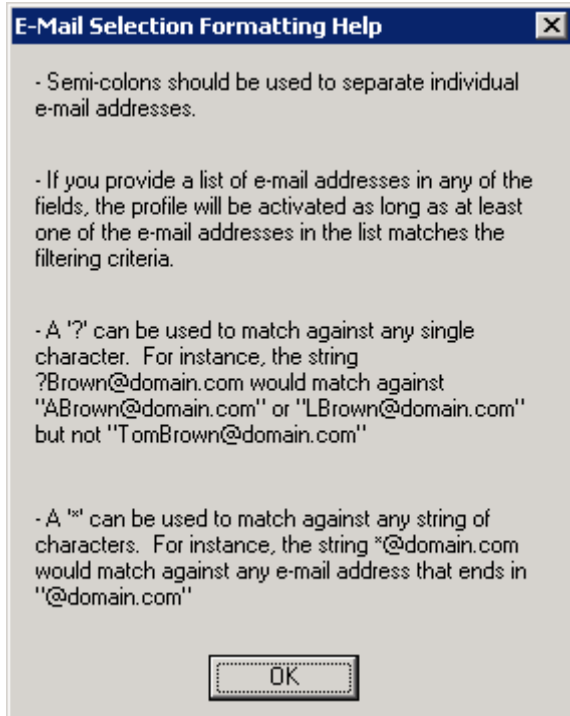 E-Mail Selection Formatting Help
- Semi-colons should be used to separate individual
e-mail addresses.
- If you provide a list of e-mail addresses in any of the
fields, the profile will be activated as long as at least
one of the e-mail addresses in the list matches the
filtering criteria.
- A '?' can be used to match against any single
character.  For instance, the string
?Brown@domain.com would match against
"ABrown@domain.com" or "LBrown@domain.com"
but not "TomBrown@domain.com"
- A '*' can be used to match against any string of
characters.  For instance, the string *@domain.com
would match against any e-mail address that ends in
"@domain.com"
OK